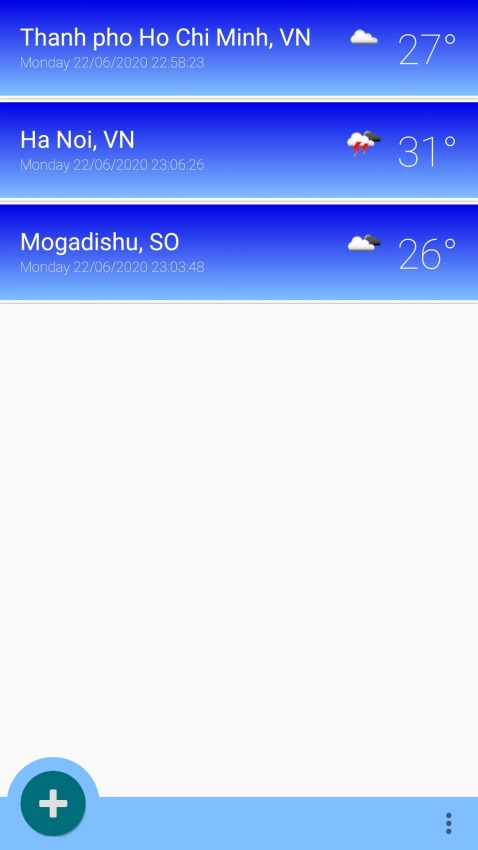 Thanh pho Ho Chi Minh, VN
Monday 22/06/2020 22:58:23
27°
Ha Noi, VN
Monday 22/06/2020 23:06:26
31°
Mogadishu, SO
Monday 22/06/2020 23:03:48
26°